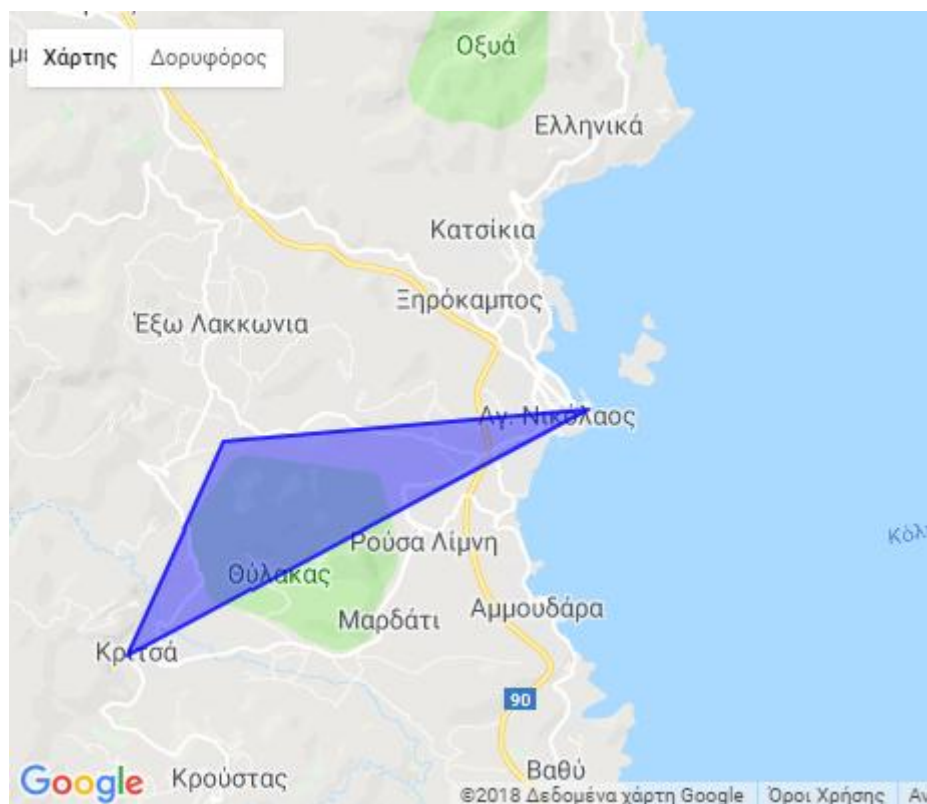 Χάρτης
Δορυφόρος
Οξυά
Ελληνικά
Κατσίκια
Ξηρόκαμπος
Έξω Λακκωνια
Αγ. Νικόλαος
Ρούσα Λίμνη
Θύλακας
Αμμουδάρα
Μαρδάτι
Κριτσά
90
Βαθύ
Κρούστας
Google
©2018 Δεδομένα χάρτη Google
Όροι Χρήσης